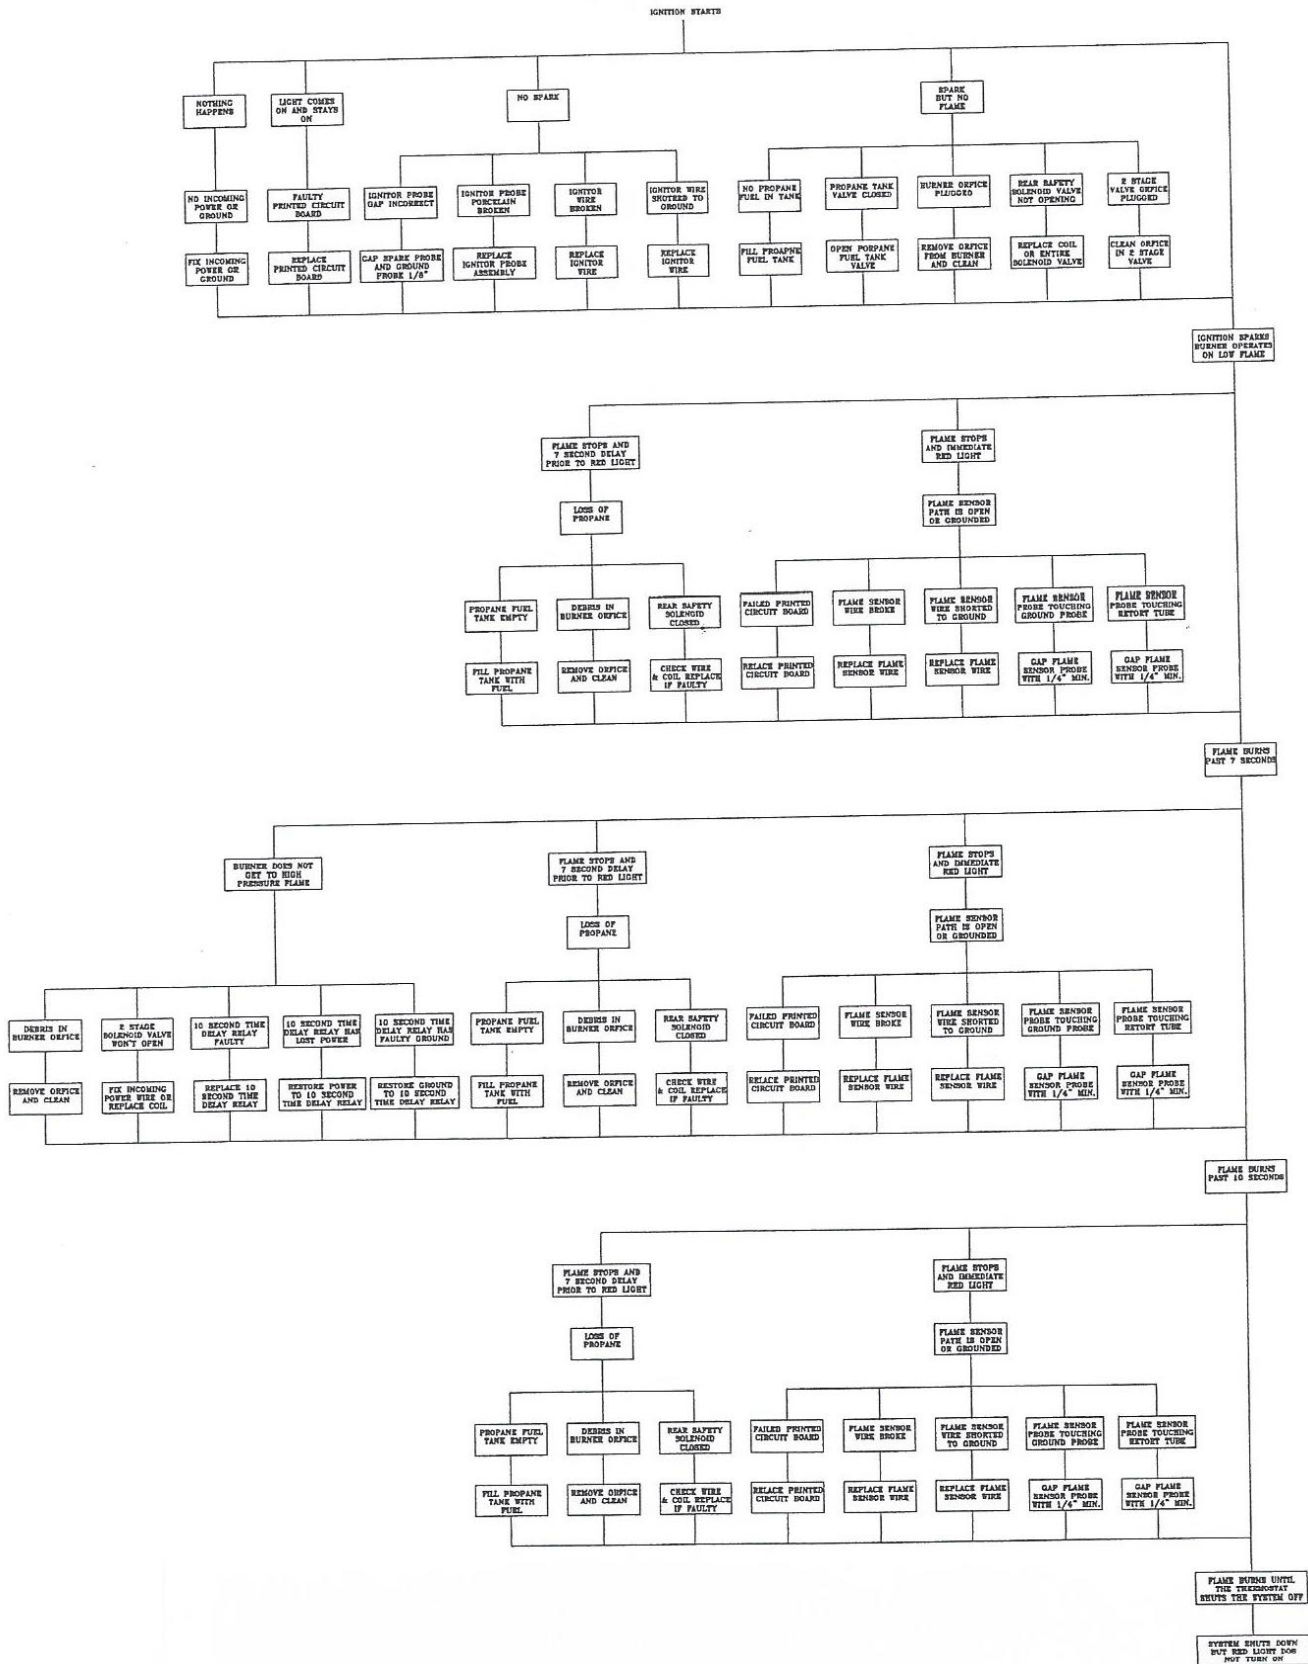 IGNITION STARTS
NOTHING
HAPPENS
LIGHT COMES
ON AND STAYS
ON
NO SPARK
SPARK
BUT NO
FLAME
NO INCOMING
POWER OR
GROUND
FAULTY
PRINTED CIRCUIT
BOARD
IGNITOR PROBE
GAP INCORRECT
IGNITOR PROBE
PORCELAIN
BROKEN
IGNITOR
WIRE
BROKEN
IGNITOR WIRE
SHOTRED TO
GROUND
NO PROPANE
FUEL IN TANK
PROPANE TANK
VALVE CLOSED
BURNER ORFICE
PLUGGED
REAR SAFETY
SOLENOID VALVE
NOT OPENING
2 STAGE
VALVE ORFICE
PLUGGED
FIX INCOMING
POWER OR
GROUND
REPLACE
PRINTED CIRCUIT
BOARD
GAP SPARK PROBE
AND GROUND
PROBE 1/8"
REPLACE
IGNITOR PROBE
ASSEMBLY
REPLACE
IGNITOR
WIRE
REPLACE
IGNITOR
WIRE
FILL PROAPNE
FUEL TANK
OPEN PORPANE
FUEL TANK
VALVE
REMOVE ORFICE
FROM BURNER
AND CLEAN
REPLACE COIL
OR ENTIRE
SOLENOID VALVE
CLEAN ORFICE
IN 2 STAGE
VALVE
IGNITION SPARKS
BURNER OPERATES
ON LOW FLAME
FLAME STOPS AND
7 SECOND DELAY
PRIOR TO RED LIGHT
FLAME STOPS
AND IMMEDIATE
RED LIGHT
LOSS OF
PROPANE
FLAME SENSOR
PATH IS OPEN
OR GROUNDED
PROPANE FUEL
TANK EMPTY
DEBRIS IN
BURNER ORFICE
REAR SAFETY
SOLENOID
CLOSED
FAILED PRINTED
CIRCUIT BOARD
FLAME SENSOR
WIRE BROKE
FLAME SENSOR
WIRE SHORTED
TO GROUND
FLAME SENSOR
PROBE TOUCHING
GROUND PROBE
FLAME SENSOR
PROBE TOUCHING
RETORT TUBE
FILL PROPANE
TANK WITH
FUEL
REMOVE ORFICE
AND CLEAN
CHECK WIRE
& COIL REPLACE
IF FAULTY
RELACE PRINTED
CIRCUIT BOARD
REPLACE FLAME
SENSOR WIRE
REPLACE FLAME
SENSOR WIRE
GAP FLAME
SENSOR PROBE
WITH 1/4" MIN.
GAP FLAME
SENSOR PROBE
WITH 1/4" MIN.
FLAME BURNS
PAST 7 SECONDS
BURNER DOES NOT
GET TO HIGH
PRESSURE FLAME
FLAME STOPS AND
7 SECOND DELAY
PRIOR TO RED LIGHT
FLAME STOPS
AND IMMEDIATE
RED LIGHT
LOSS OF
PROPANE
FLAME SENSOR
PATH IS OPEN
OR GROUNDED
DEBRIS IN
BURNER ORFICE
2 STAGE
SOLENOID VALVE
WON'T OPEN
10 SECOND TIME
DELAY RELAY
FAULTY
10 SECOND TIME
DELAY RELAY HAS
LOST POWER
10 SECOND TIME
DELAY RELAY HAS
FAULTY GROUND
PROPANE FUEL
TANK EMPTY
DEBRIS IN
BURNER ORFICE
REAR SAFETY
SOLENOID
CLOSED
FAILED PRINTED
CIRCUIT BOARD
FLAME SENSOR
WIRE BROKE
FLAME SENSOR
WIRE SHORTED
TO GROUND
FLAME SENSOR
PROBE TOUCHING
GROUND PROBE
FLAME SENSOR
PROBE TOUCHING
RETORT TUBE
REMOVE ORFICE
AND CLEAN
FIX INCOMING
POWER WIRE OR
REPLACE COIL
REPLACE 10
SECOND TIME
DELAY RELAY
RESTORE POWER
TO 10 SECOND
TIME DELAY RELAY
RESTORE GROUND
TO 10 SECOND
TIME DELAY RELAY
FILL PROPANE
TANK WITH
FUEL
REMOVE ORFICE
AND CLEAN
CHECK WIRE
& COIL REPLACE
IF FAULTY
RELACE PRINTED
CIRCUIT BOARD
REPLACE FLAME
SENSOR WIRE
REPLACE FLAME
SENSOR WIRE
GAP FLAME
SENSOR PROBE
WITH 1/4" MIN.
GAP FLAME
SENSOR PROBE
WITH 1/4" MIN.
FLAME BURNS
PAST 10 SECONDS
FLAME STOPS AND
7 SECOND DELAY
PRIOR TO RED LIGHT
FLAME STOPS
AND IMMEDIATE
RED LIGHT
LOSS OF
PROPANE
FLAME SENSOR
PATH IS OPEN
OR GROUNDED
PROPANE FUEL
TANK EMPTY
DEBRIS IN
BURNER ORFICE
REAR SAFETY
SOLENOID
CLOSED
FAILED PRINTED
CIRCUIT BOARD
FLAME SENSOR
WIRE BROKE
FLAME SENSOR
WIRE SHORTED
TO GROUND
FLAME SENSOR
PROBE TOUCHING
GROUND PROBE
FLAME SENSOR
PROBE TOUCHING
RETORT TUBE
FILL PROPANE
TANK WITH
FUEL
REMOVE ORFICE
AND CLEAN
CHECK WIRE
& COIL REPLACE
IF FAULTY
RELACE PRINTED
CIRCUIT BOARD
REPLACE FLAME
SENSOR WIRE
REPLACE FLAME
SENSOR WIRE
GAP FLAME
SENSOR PROBE
WITH 1/4" MIN.
GAP FLAME
SENSOR PROBE
WITH 1/4" MIN.
FLAME BURNS UNTIL
THE THERMOSTAT
SHUTS THE SYSTEM OFF
SYSTEM SHUTS DOWN
BUT RED LIGHT DOS
NOT TURN ON